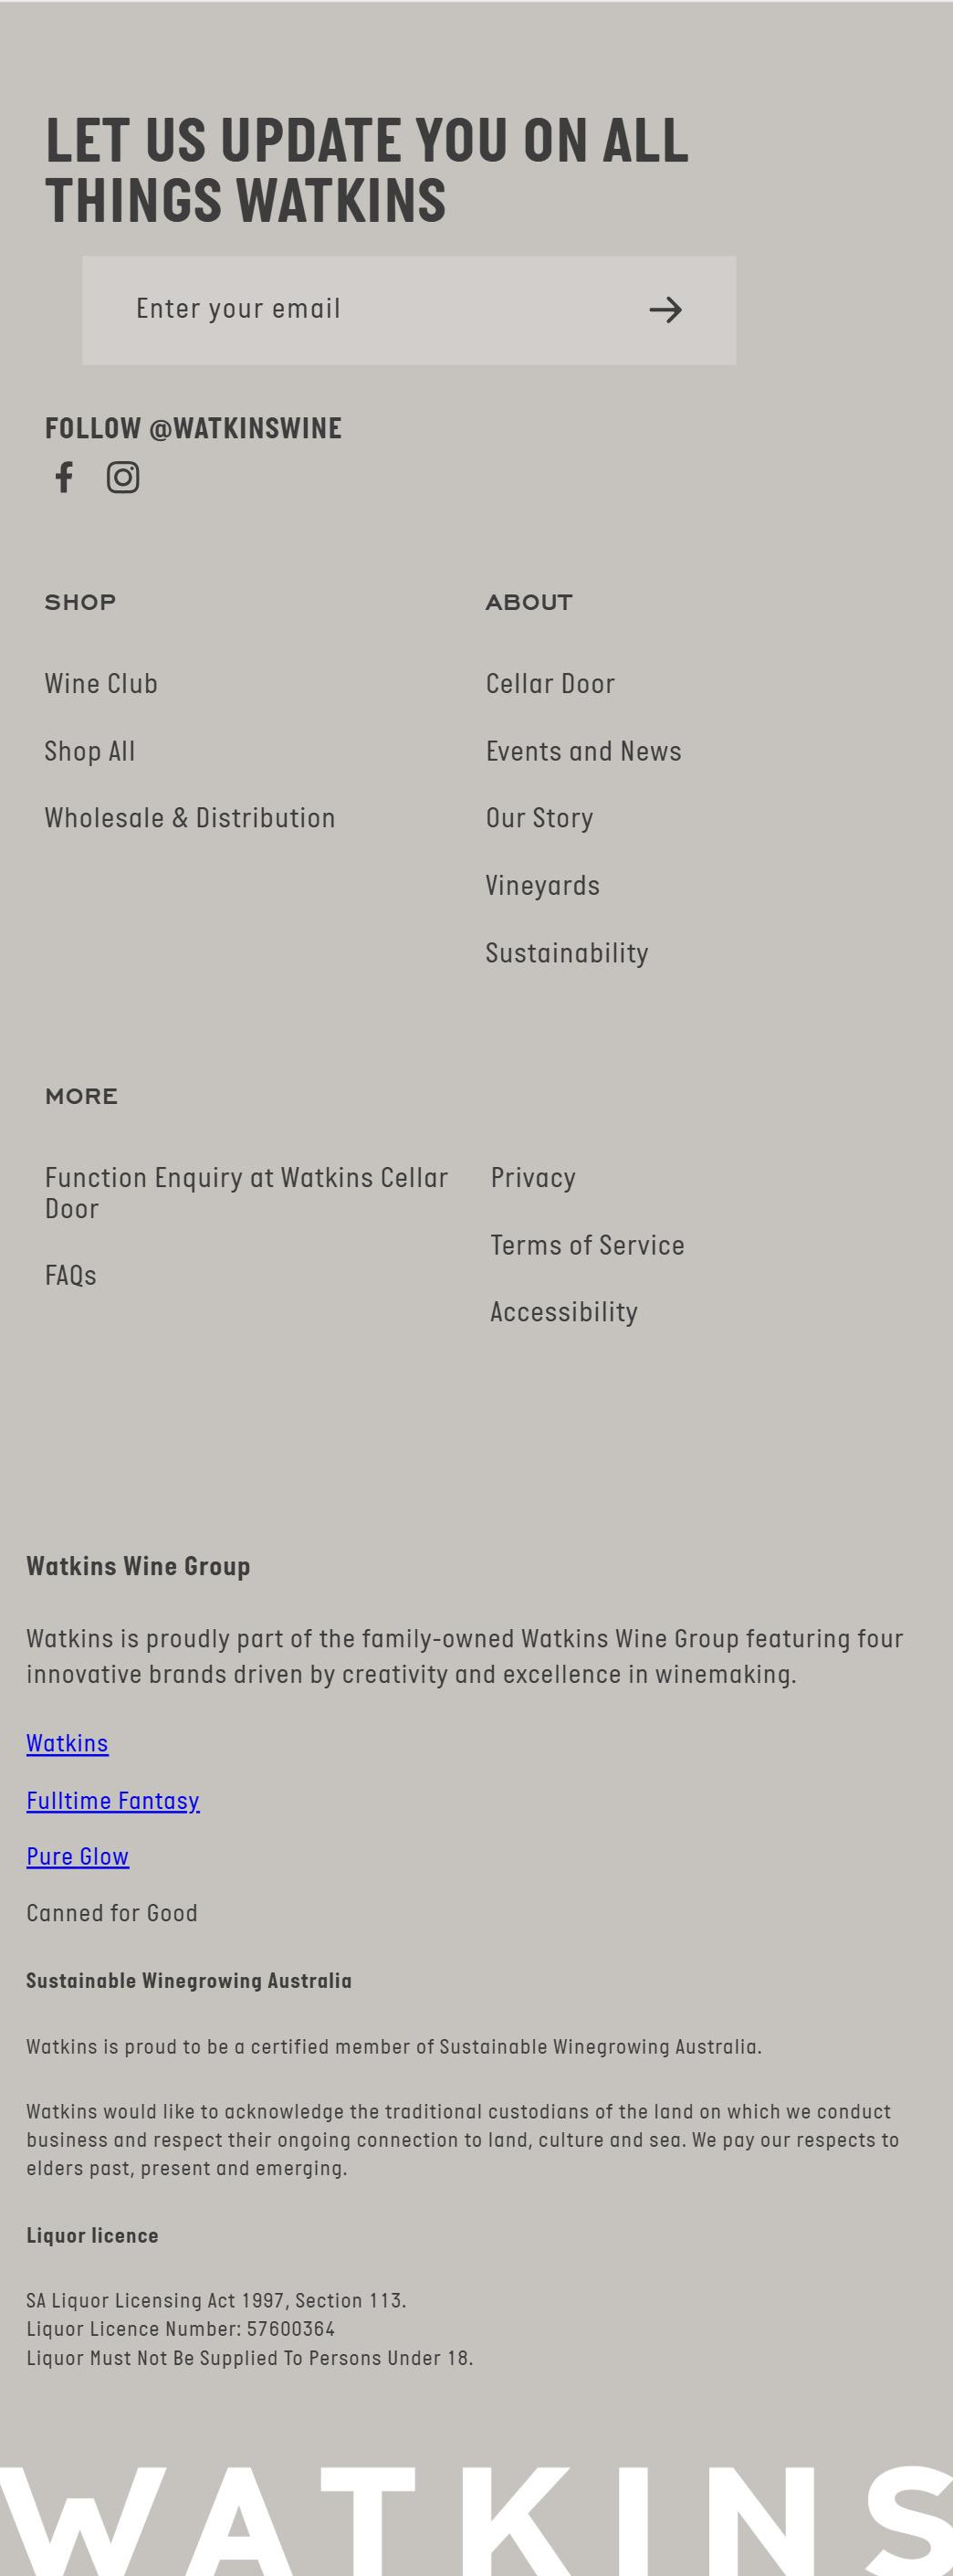 LET US UPDATE YOU ON ALL
THINGS WATKINS
Enter your email
FOLLOW @WATKINSWINE
SHOP
Wine Club
Shop All
Wholesale & Distribution
ABOUT
Cellar Door
Events and News
Our Story
Vineyards
Sustainability
MORE
Function Enquiry at Watkins Cellar
Door
FAQs
Privacy
Terms of Service
Accessibility
Watkins Wine Group
Watkins is proudly part of the family-owned Watkins Wine Group featuring four
innovative brands driven by creativity and excellence in winemaking.
Watkins
Fulltime Fantasy
Pure Glow
Canned for Good
Sustainable Winegrowing Australia
Watkins is proud to be a certified member of Sustainable Winegrowing Australia.
Watkins would like to acknowledge the traditional custodians of the land on which we conduct
business and respect their ongoing connection to land, culture and sea. We pay our respects to
elders past, present and emerging.
Liquor licence
SA Liquor Licensing Act 1997, Section 113.
Liquor Licence Number: 57600364
Liquor Must Not Be Supplied To Persons Under 18.
WATKINS